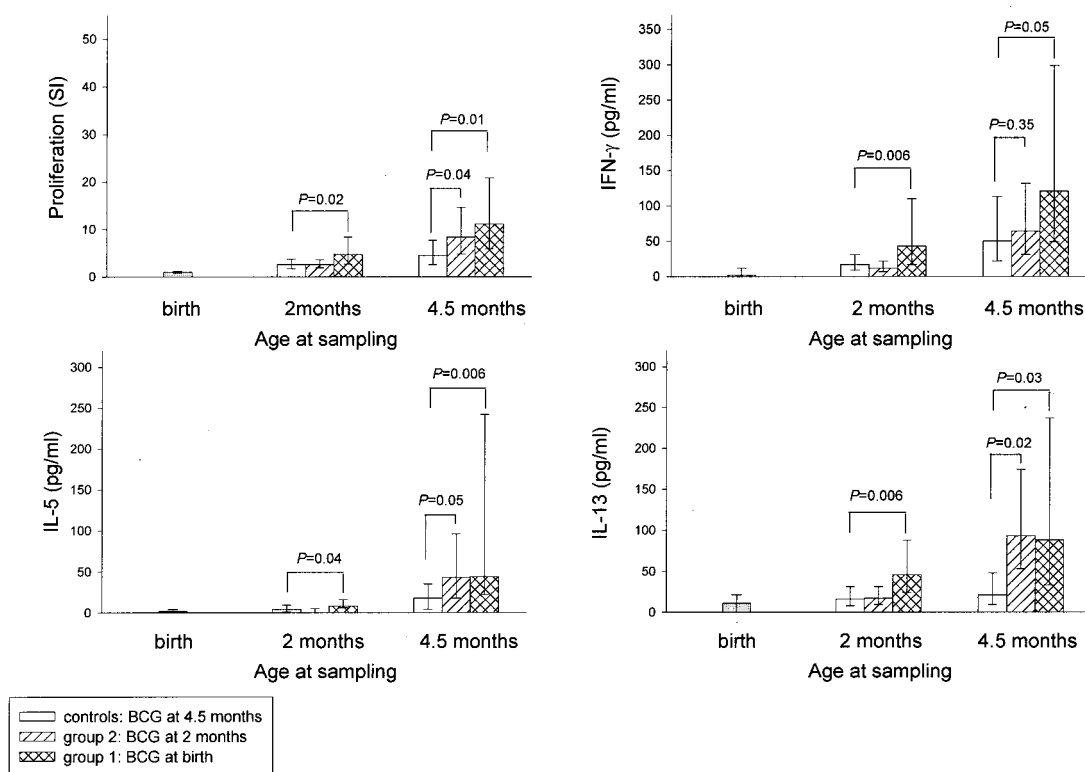 Proliferation (SI)
50
40
30
20
10
0
P=0.02
P=0.04
P=0.01
birth
2months
4.5 months
Age at sampling
IFN-γ (pg/ml)
350
300
250
200
150
100
50
0
P=0.006
P=0.35
P=0.05
birth
2 months
4.5 months
Age at sampling
IL-5 (pg/ml)
300
250
200
150
100
50
0
P=0.04
P=0.05
P=0.006
birth
2 months
4.5 months
Age at sampling
IL-13 (pg/ml)
300
250
200
150
100
50
0
P=0.006
P=0.02
P=0.03
birth
2 months
4.5 months
Age at sampling
controls: BCG at 4.5 months
group 2: BCG at 2 months
group 1: BCG at birth